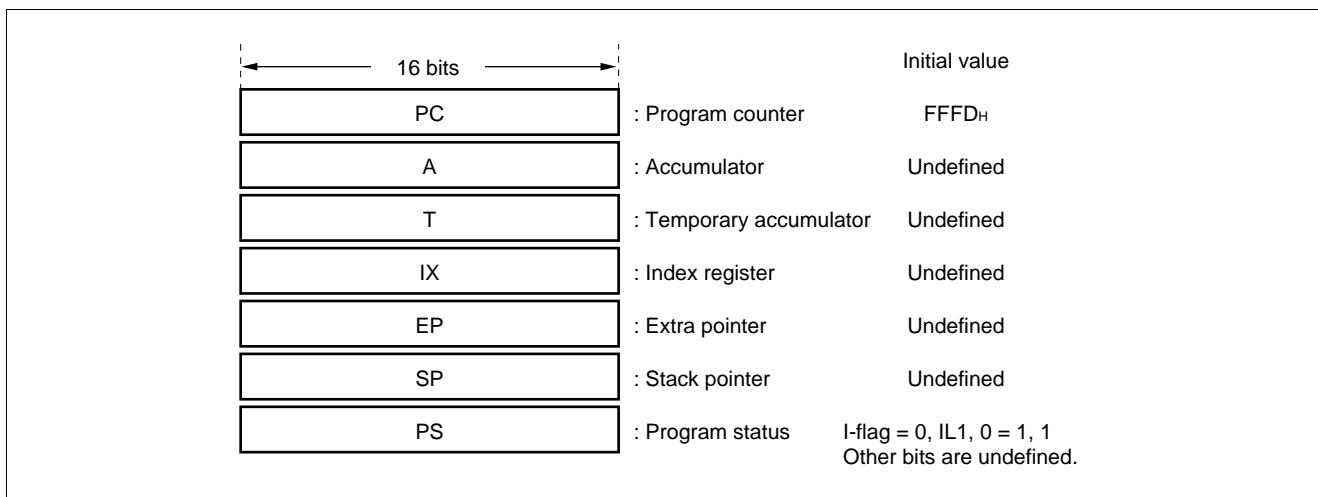 16 bits Initial value
PC : Program counter FFFDH
A : Accumulator Undefined
T : Temporary accumulator Undefined
IX : Index register Undefined
EP : Extra pointer Undefined
SP : Stack pointer Undefined
PS : Program status I-flag = 0, IL1, 0 = 1, 1
Other bits are undefined.